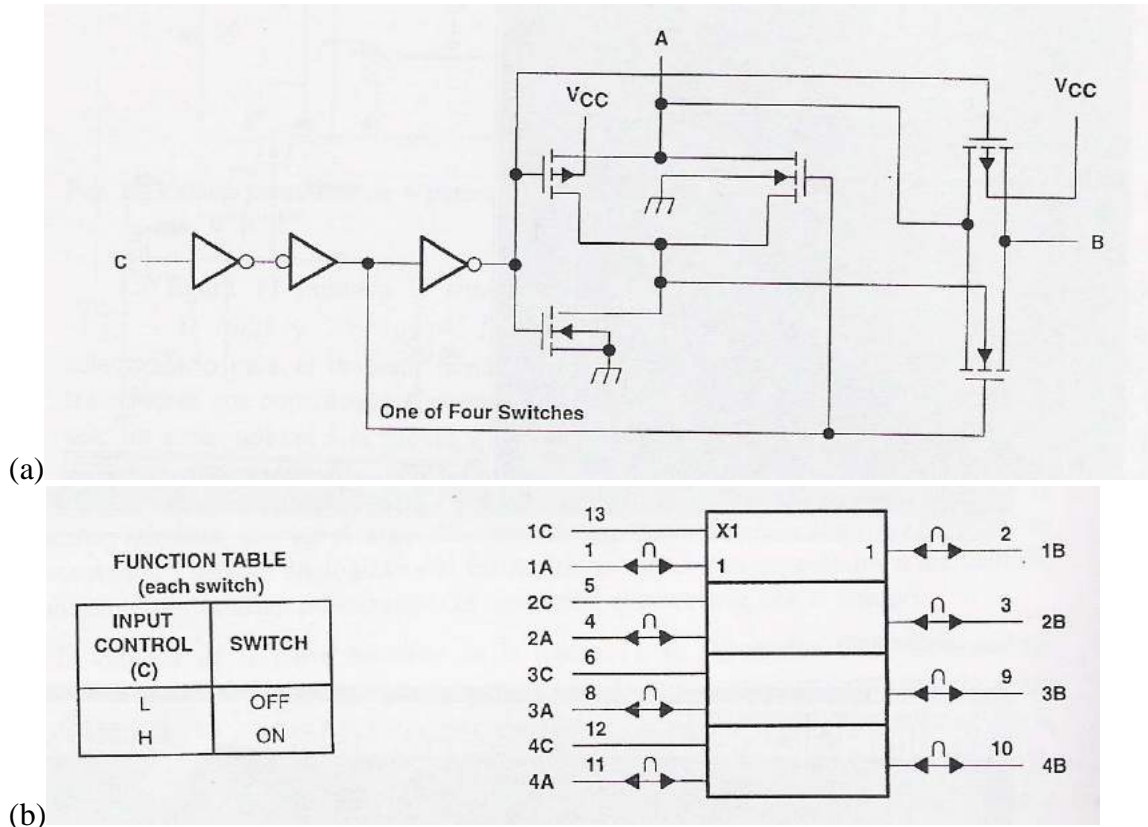 A
VCC
VCC
B
C
One of Four Switches
(a)
FUNCTION TABLE
(each switch)
INPUT
CONTROL
(C)
SWITCH
L
OFF
H
ON
1C
13
X1
1A
1
∩
1
1
∩
2
1B
2C
5
2A
4
∩
∩
3
2B
3C
6
3A
8
∩
∩
9
3B
4C
12
4A
11
∩
∩
10
4B
(b)